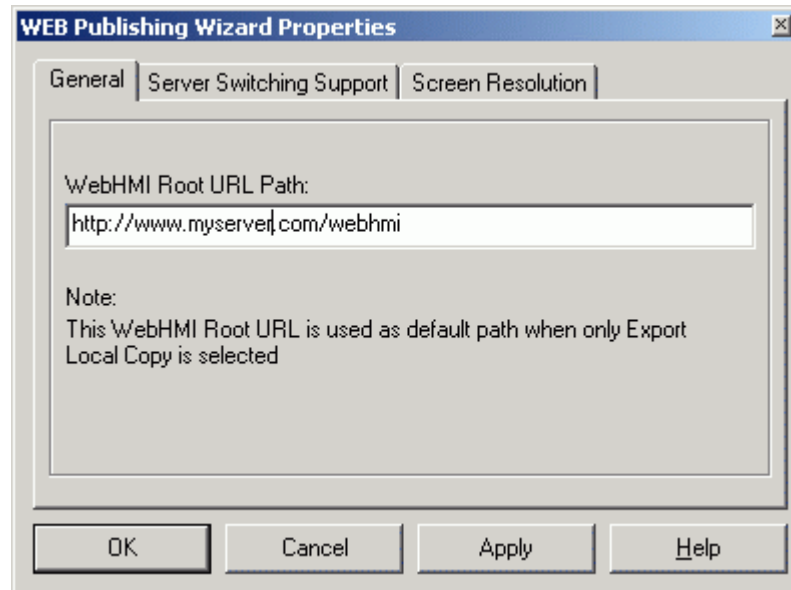 WEB Publishing Wizard Properties
General
Server Switching Support
Screen Resolution
WebHMI Root URL Path:
http://www.myserver.com/webhmi
Note:
This WebHMI Root URL is used as default path when only Export
Local Copy is selected
OK
Cancel
Apply
Help